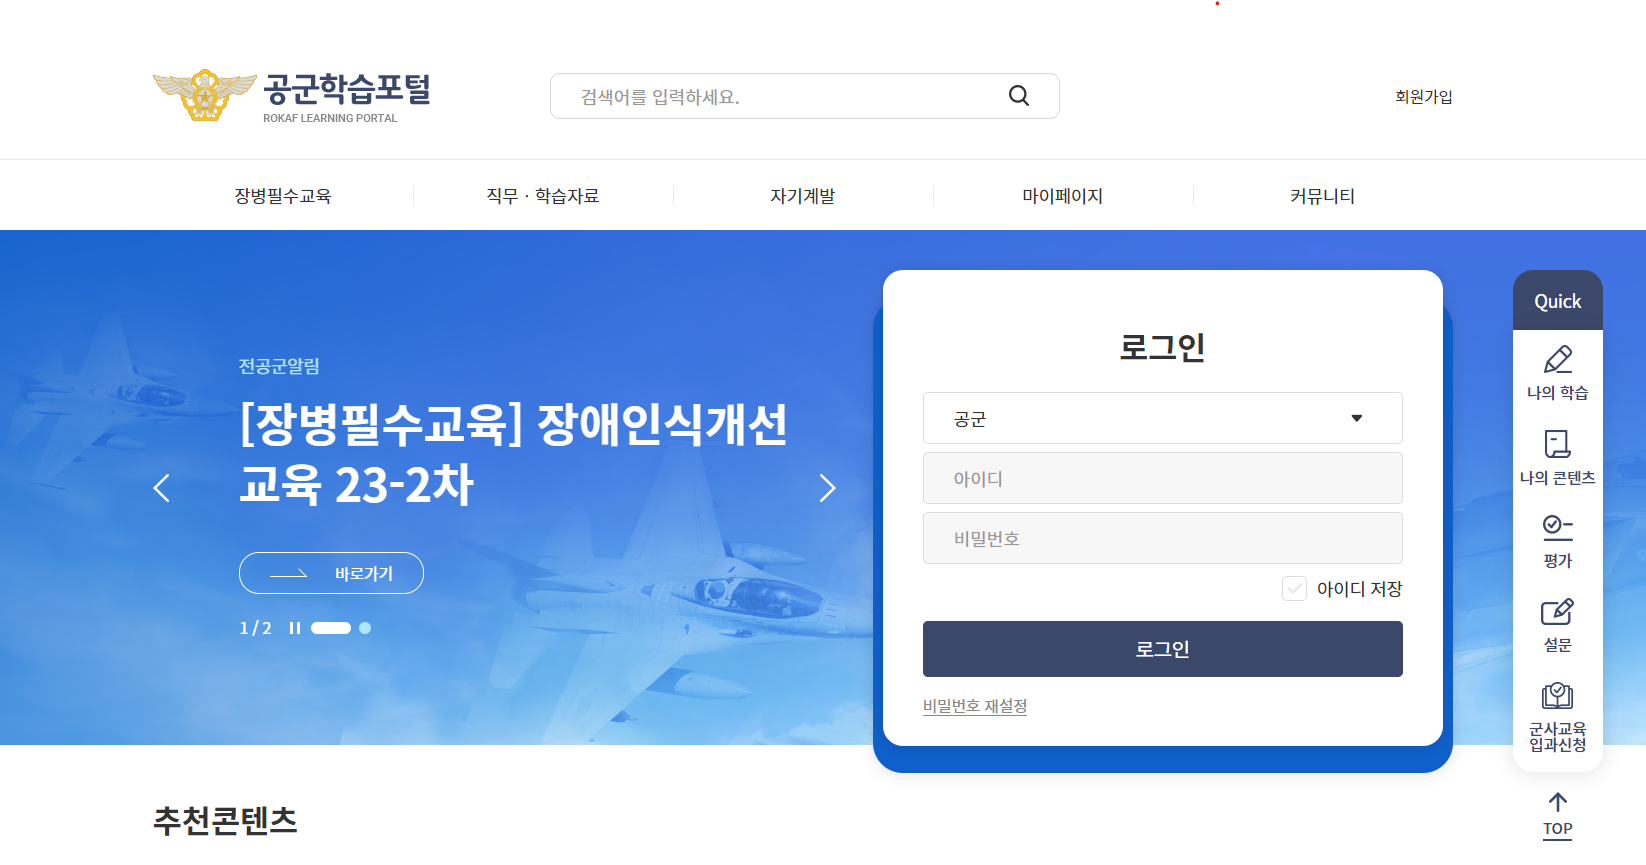 공군학습포털
ROKAF LEARNING PORTAL
검색어를 입력하세요.
회원가입
장병필수교육
직무 · 학습자료
자기계발
마이페이지
커뮤니티
전공군알림
[장병필수교육] 장애인식개선
교육 23-2차
바로가기
1 / 2
로그인
공군
아이디
비밀번호
아이디 저장
로그인
비밀번호 재설정
Quick
나의 학습
나의 콘텐츠
평가
설문
군사교육
입과신청
TOP
추천콘텐츠